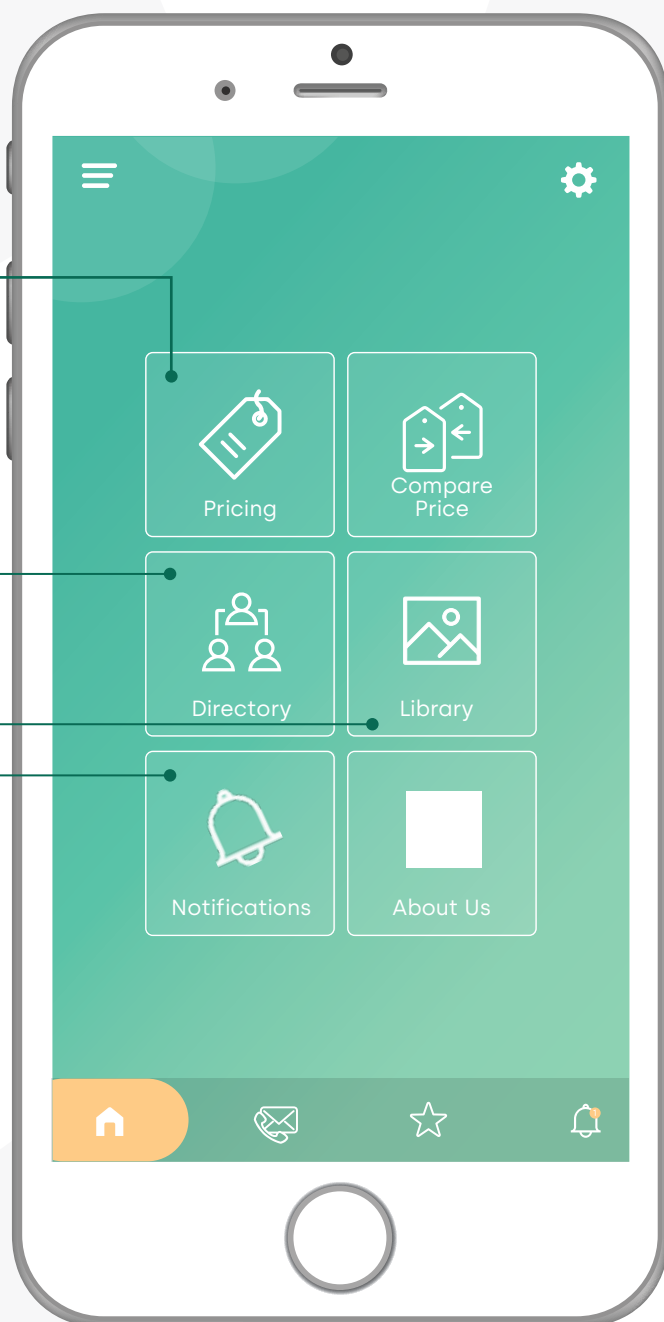 Pricing
Compare
Price
Directory
Library
Notifications
About Us